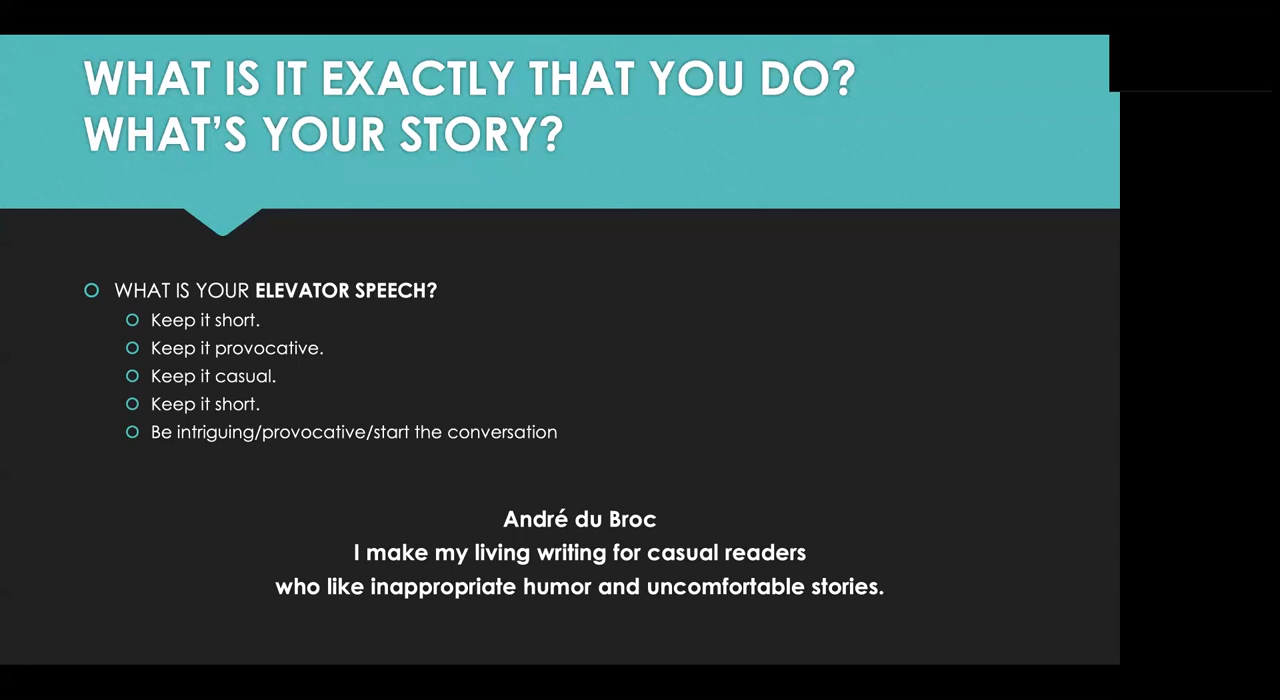 WHAT IS IT EXACTLY THAT YOU DO?
WHAT’S YOUR STORY?
WHAT IS YOUR ELEVATOR SPEECH?
Keep it short.
Keep it provocative.
Keep it casual.
Keep it short.
Be intriguing/provocative/start the conversation
André du Broc
I make my living writing for casual readers
who like inappropriate humor and uncomfortable stories.